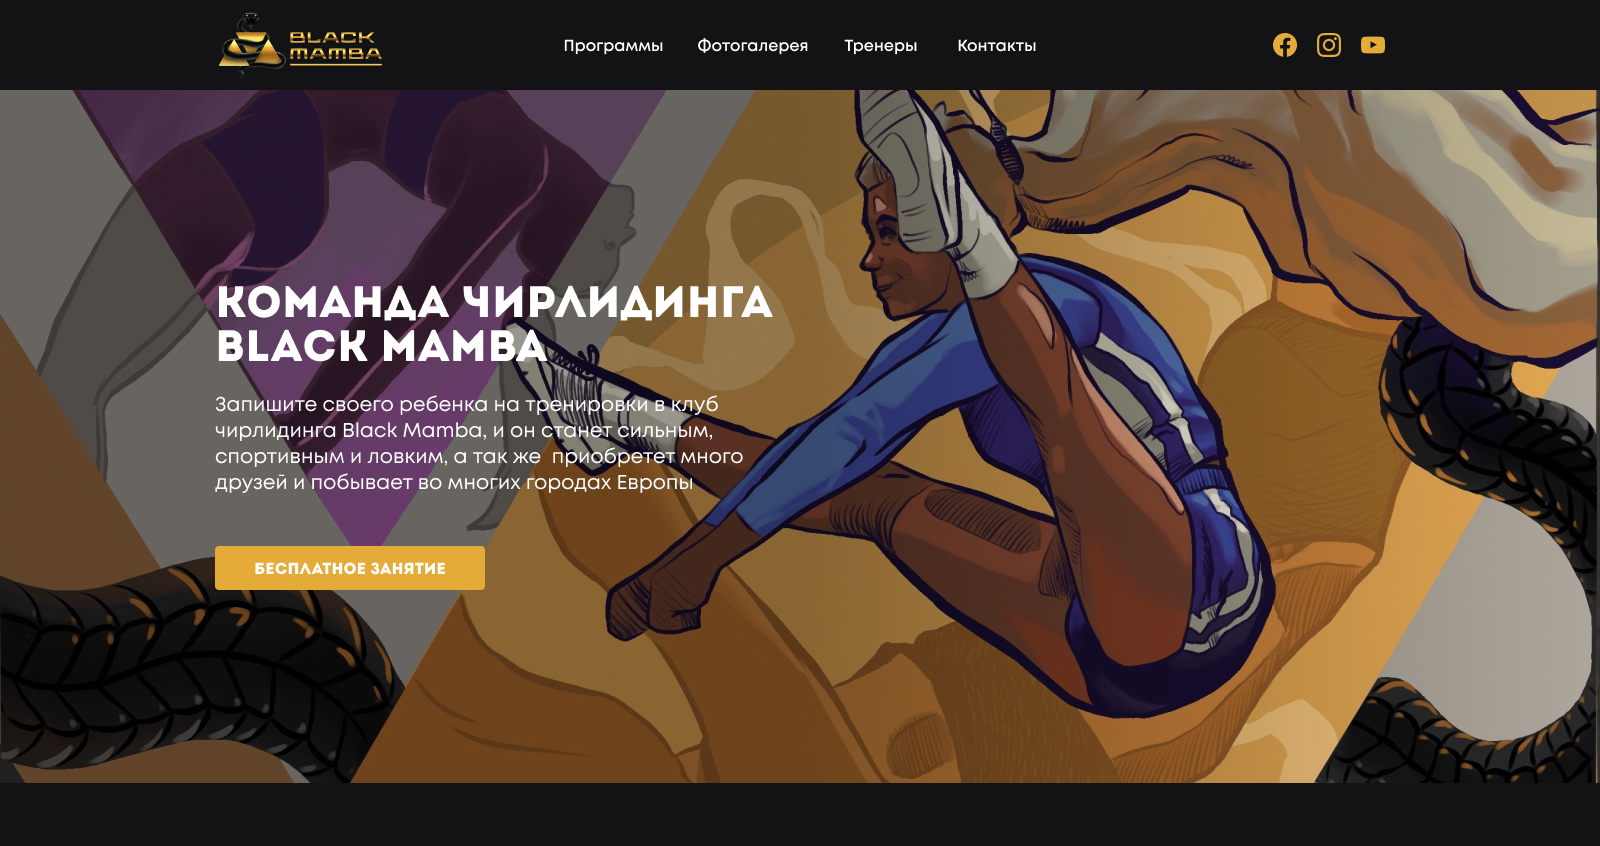 BLACK
MAMBA
Программы Фотогалерея Тренеры Контакты
КОМАНДА ЧИРЛИДИНГА
BLACK MAMBA
Запишите своего ребенка на тренировки в клуб
чирлидинга Black Mamba, и он станет сильным,
спортивным и ловким, а так же  приобретет много
друзей и побывает во многих городах Европы
БЕСПЛАТНОЕ ЗАНЯТИЕ